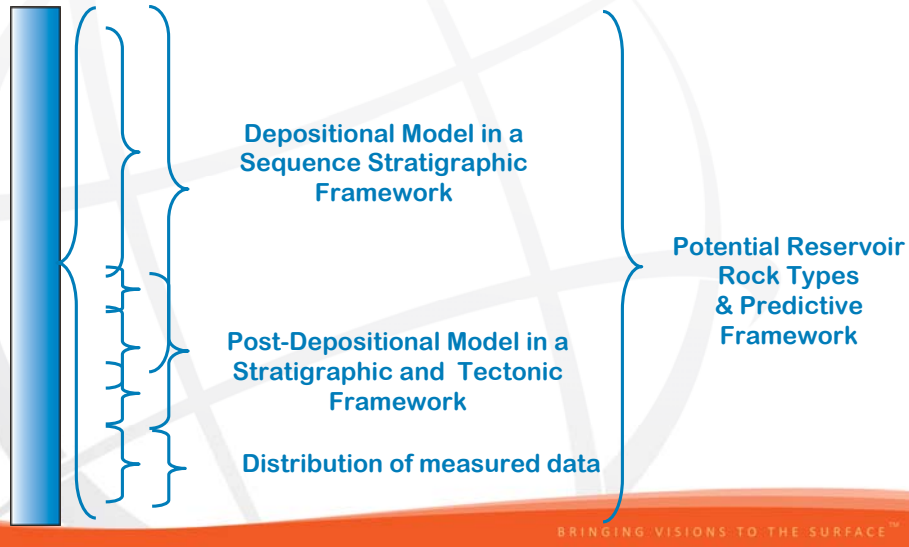 Depositional Model in a
Sequence Stratigraphic
Framework
Potential Reservoir
Rock Types
& Predictive
Framework
Post-Depositional Model in a
Stratigraphic and Tectonic
Framework
Distribution of measured data
BRINGING VISIONS TO THE SURFACE™